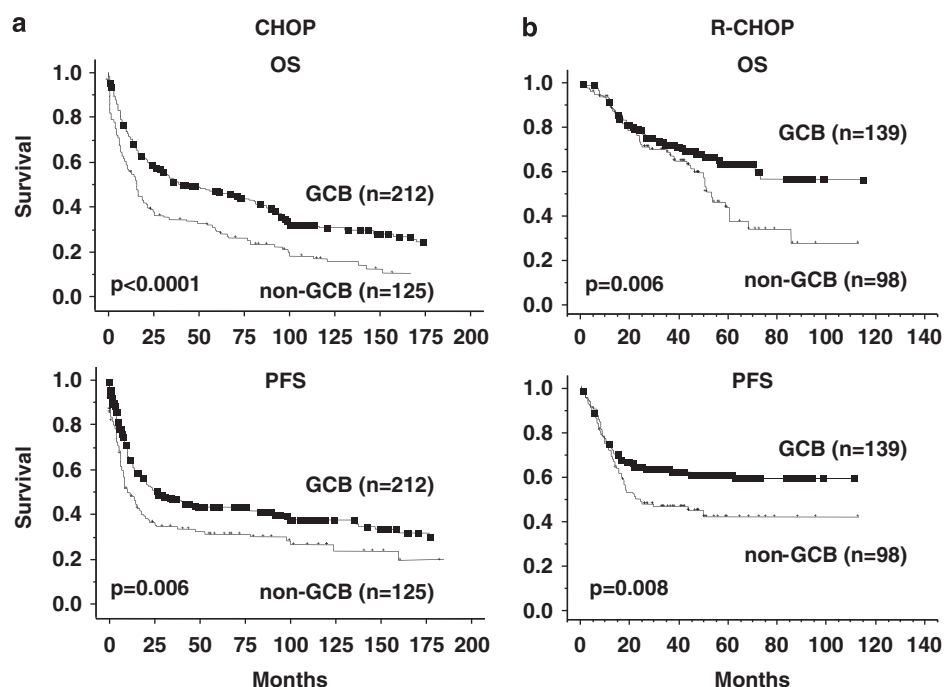 a
CHOP
OS
Survival
1.0
0.8
0.6
0.4
0.2
0.0
GCB (n=212)
p<0.0001
non-GCB (n=125)
0 25 50 75 100 125 150 175 200
PFS
Survival
1.0
0.8
0.6
0.4
0.2
0.0
GCB (n=212)
p=0.006
non-GCB (n=125)
0 25 50 75 100 125 150 175 200
Months
b
R-CHOP
OS
1.0
0.8
0.6
0.4
0.2
0.0
GCB (n=139)
p=0.006
non-GCB (n=98)
0 20 40 60 80 100 120 140
PFS
1.0
0.8
0.6
0.4
0.2
0.0
GCB (n=139)
non-GCB (n=98)
p=0.008
0 20 40 60 80 100 120 140
Months